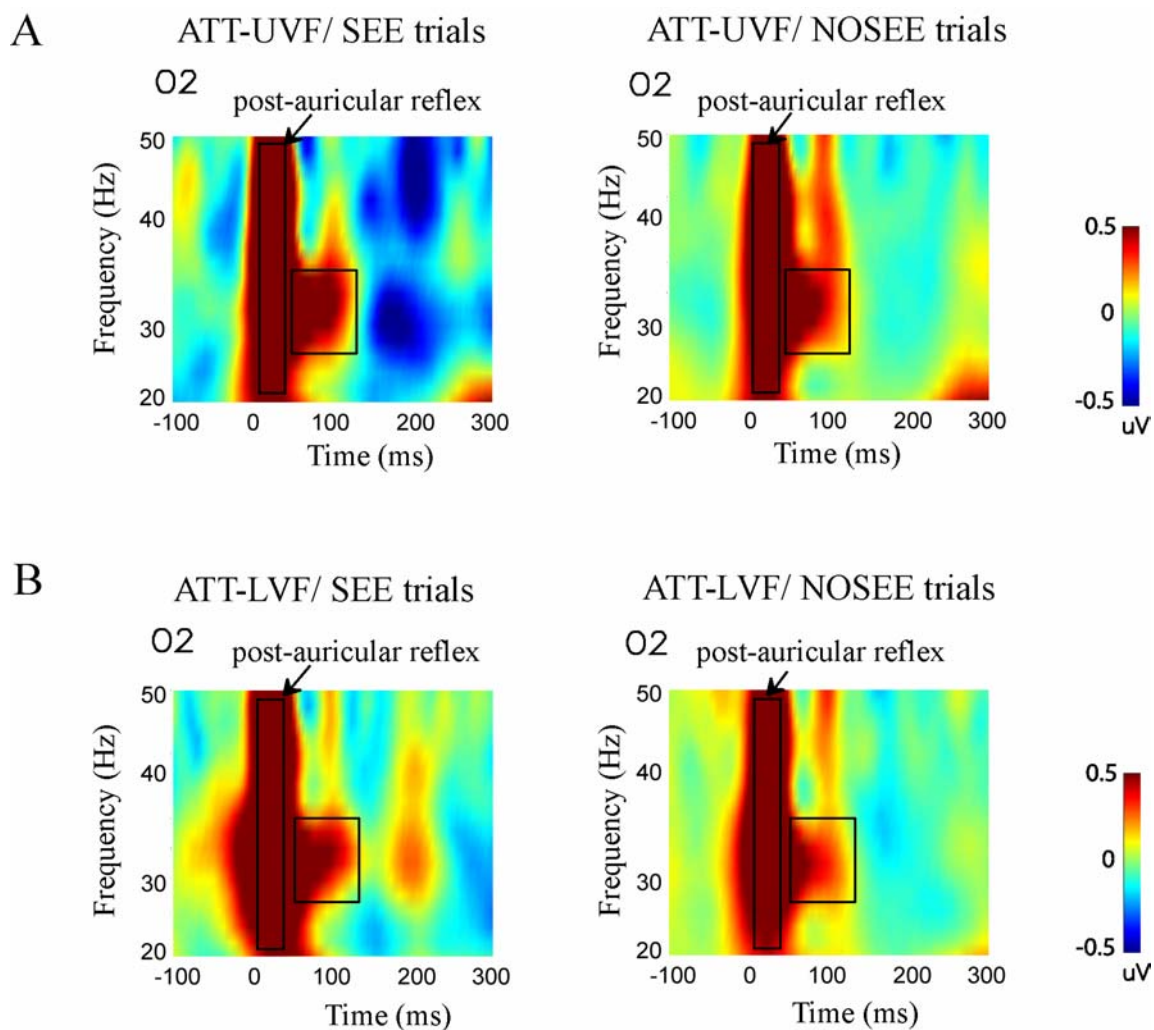 A
ATT-UVF/ SEE trials
ATT-UVF/ NOSEE trials
O2
post-auricular reflex
O2
post-auricular reflex
Frequency (Hz)
50
40
30
20
-100 0 100 200 300
Time (ms)
Frequency (Hz)
50
40
30
20
-100 0 100 200 300
Time (ms)
0.5
0
-0.5
uV
B
ATT-LVF/ SEE trials
ATT-LVF/ NOSEE trials
O2
post-auricular reflex
O2
post-auricular reflex
Frequency (Hz)
50
40
30
20
-100 0 100 200 300
Time (ms)
Frequency (Hz)
50
40
30
20
-100 0 100 200 300
Time (ms)
0.5
0
-0.5
uV